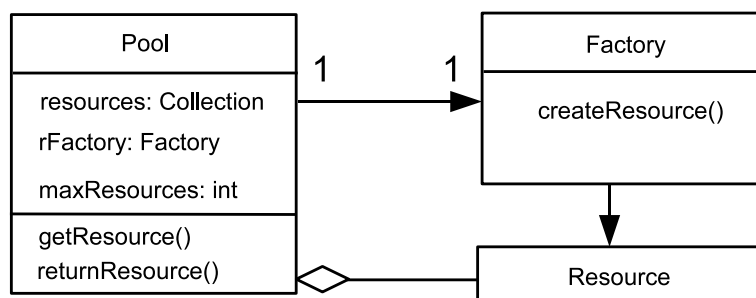 Pool
resources: Collection
rFactory: Factory
maxResources: int
getResource()
returnResource()
1
1
Factory
createResource()
Resource